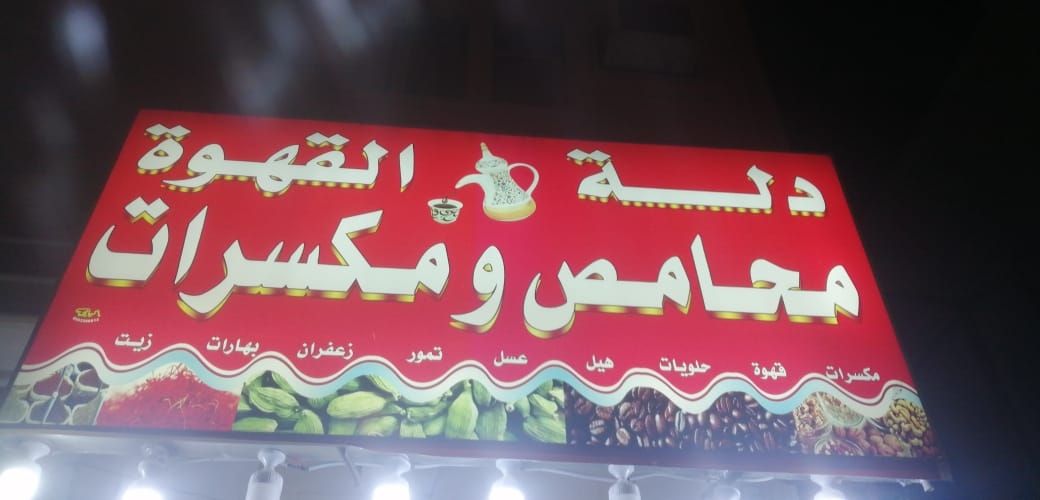 دلة القهوة
محامص ومكسرات
مكسرات قهوة حلويات هيل عسل تمور زعفران بهارات زيت